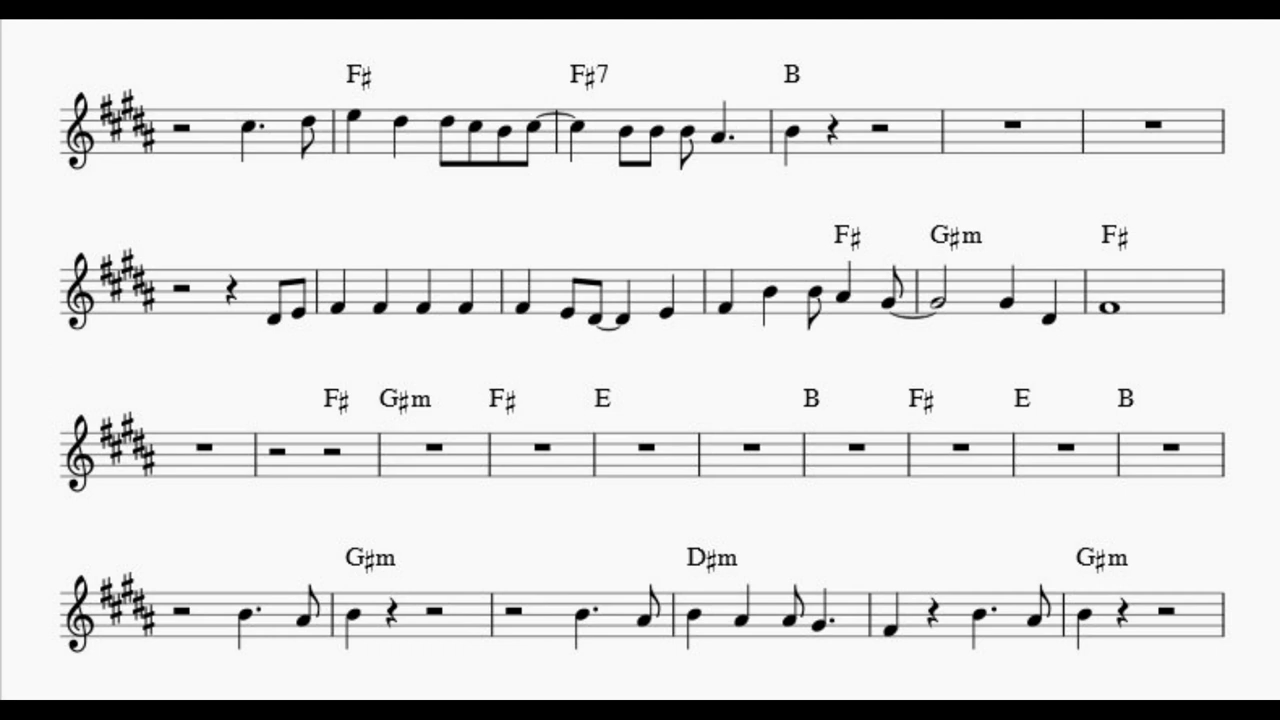 F♯ F♯7 B
F♯ G♯m F♯
F♯ G♯m F♯ E B F♯ E B
G♯m D♯m G♯m